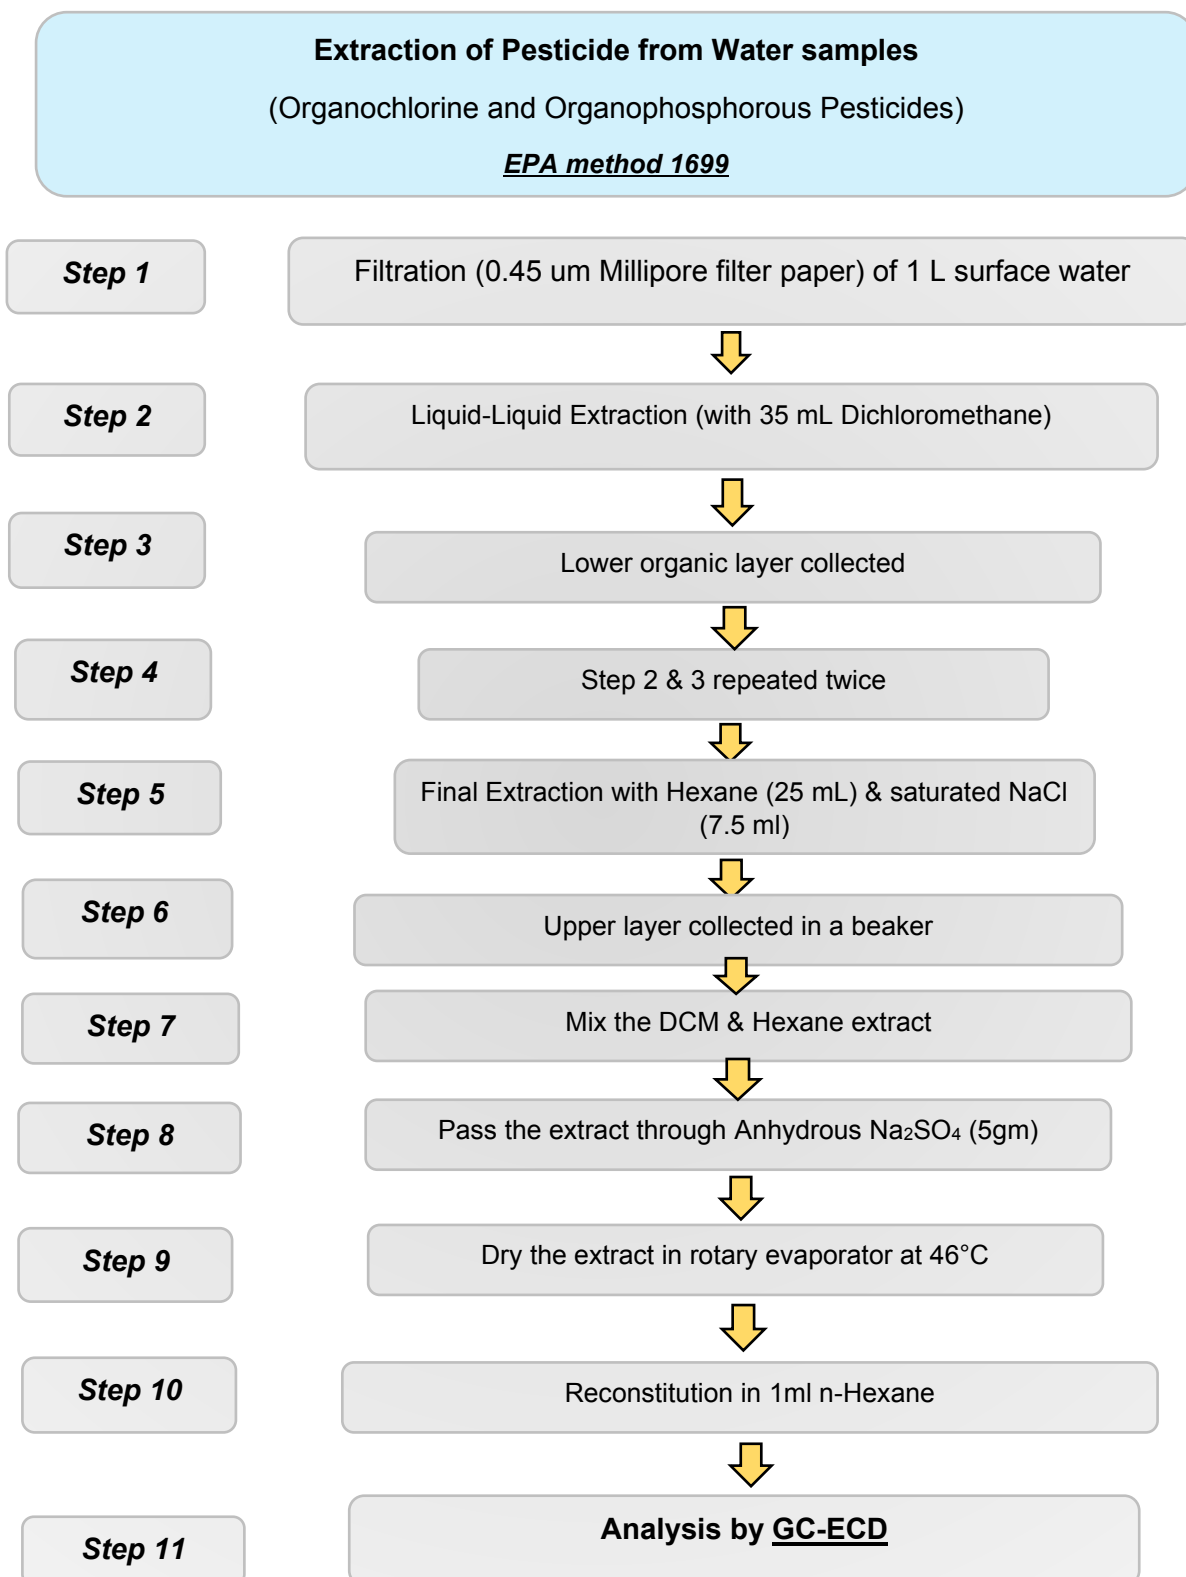 Extraction of Pesticide from Water samples
(Organochlorine and Organophosphorous Pesticides)
EPA method 1699
Step 1
Filtration (0.45 um Millipore filter paper) of 1 L surface water
Step 2
Liquid-Liquid Extraction (with 35 mL Dichloromethane)
Step 3
Lower organic layer collected
Step 4
Step 2 & 3 repeated twice
Step 5
Final Extraction with Hexane (25 mL) & saturated NaCl
(7.5 ml)
Step 6
Upper layer collected in a beaker
Step 7
Mix the DCM & Hexane extract
Step 8
Pass the extract through Anhydrous Na₂SO₄ (5gm)
Step 9
Dry the extract in rotary evaporator at 46°C
Step 10
Reconstitution in 1ml n-Hexane
Step 11
Analysis by GC-ECD